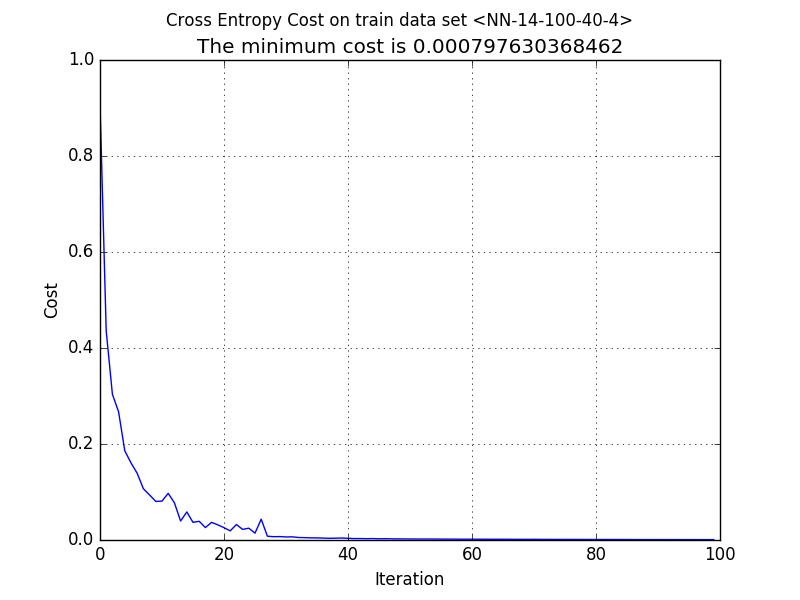 Cross Entropy Cost on train data set <NN-14-100-40-4>
The minimum cost is 0.000797630368462
1.0
0.8
0.6
0.4
0.2
0.0
Cost
0 20 40 60 80 100
Iteration